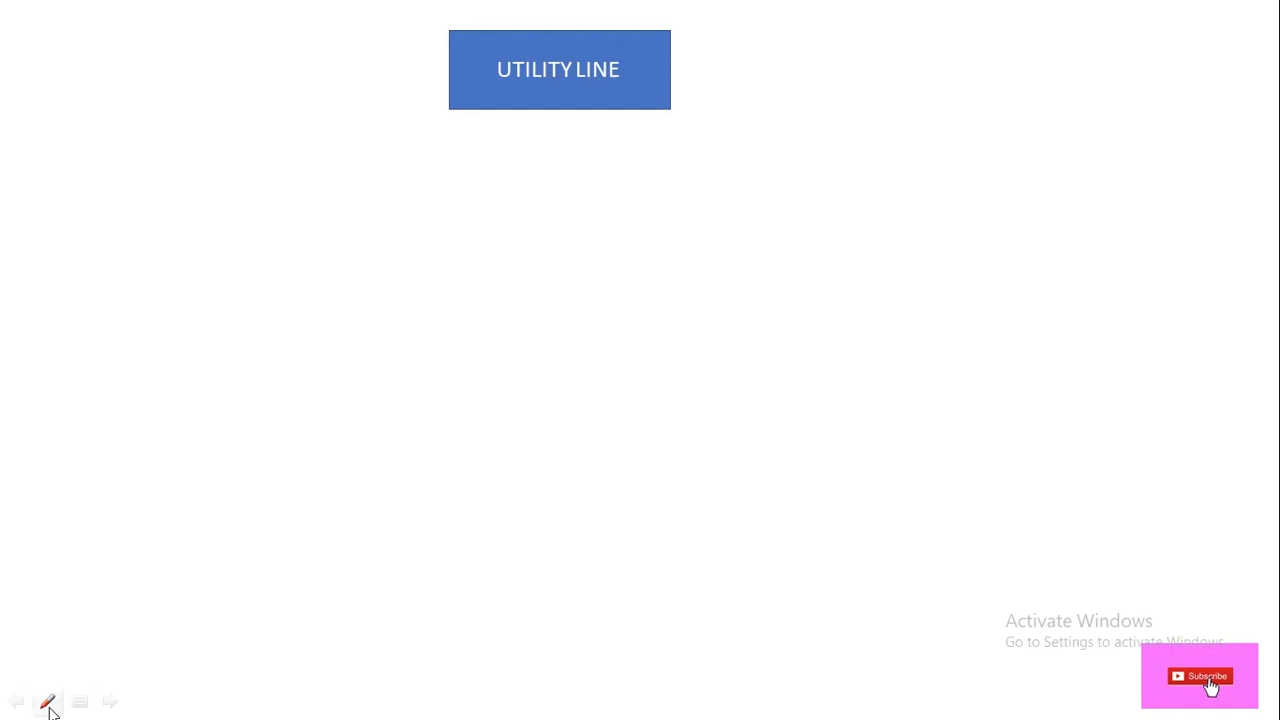 UTILITY LINE
Activate Windows
Go to Settings to activate Windows.
Subscribe